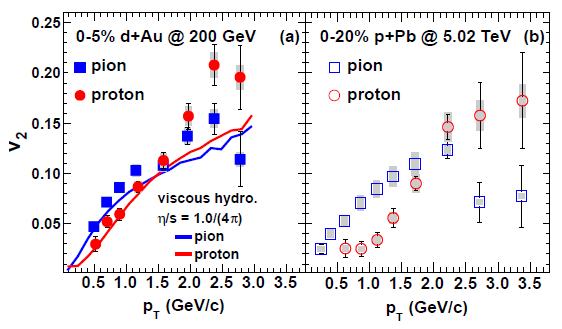 0-5% d+Au @ 200 GeV (a)
pion
proton
viscous hydro.
η/s = 1.0/(4π)
pion
proton
0-20% p+Pb @ 5.02 TeV (b)
pion
proton
v2
0.25
0.20
0.15
0.10
0.05
0.5 1.0 1.5 2.0 2.5 3.0 3.5
0.5 1.0 1.5 2.0 2.5 3.0 3.5
pT (GeV/c)
pT (GeV/c)